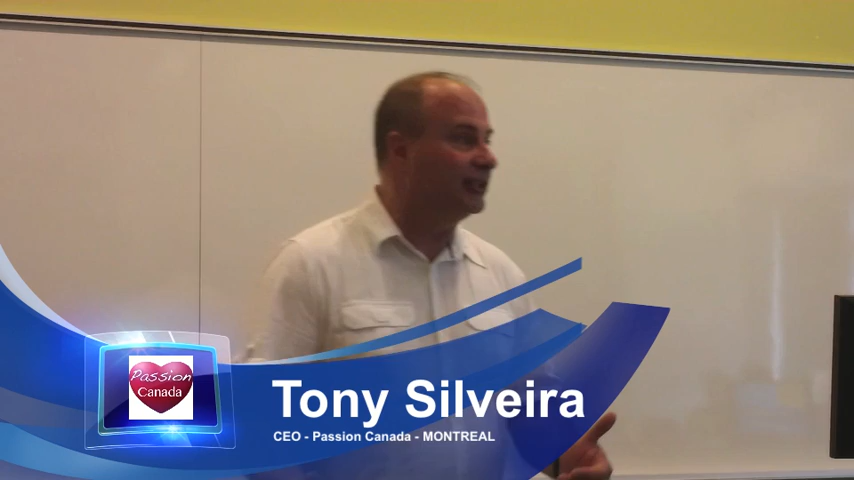 Passion
Canada
Tony Silveira
CEO - Passion Canada - MONTREAL